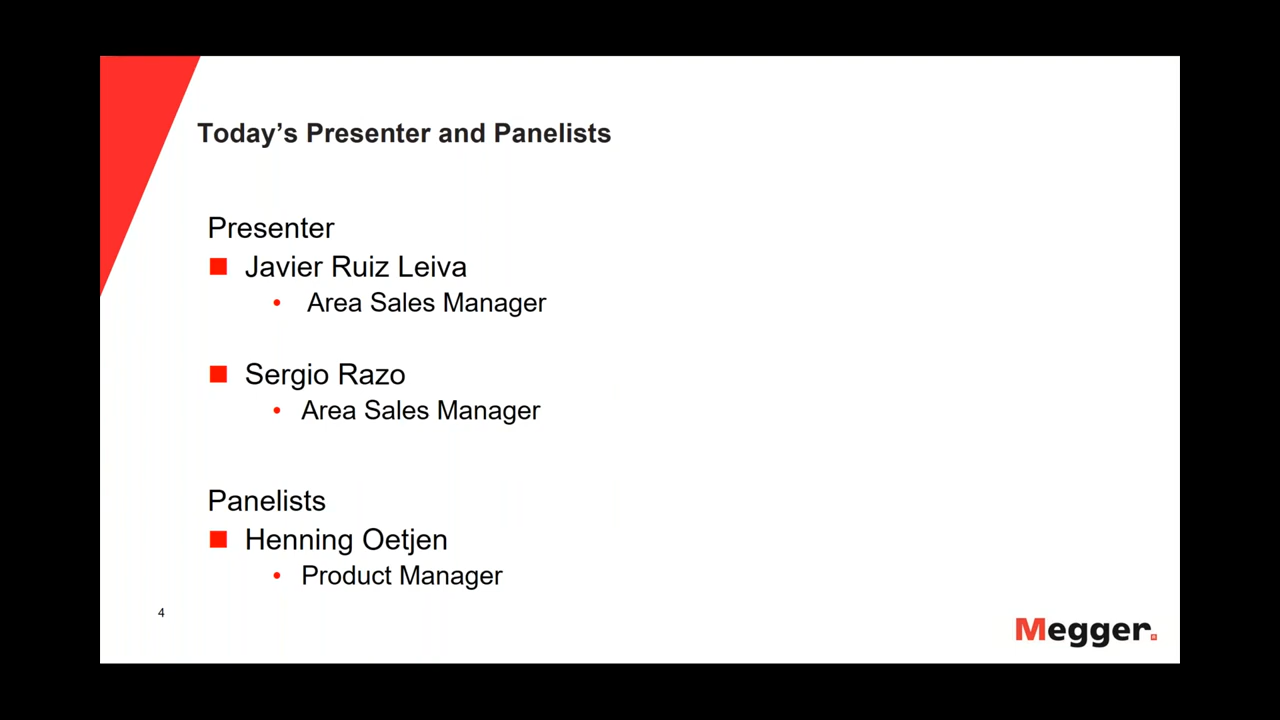 Today’s Presenter and Panelists
Presenter
Javier Ruiz Leiva
Area Sales Manager
Sergio Razo
Area Sales Manager
Panelists
Henning Oetjen
Product Manager
4
Megger.